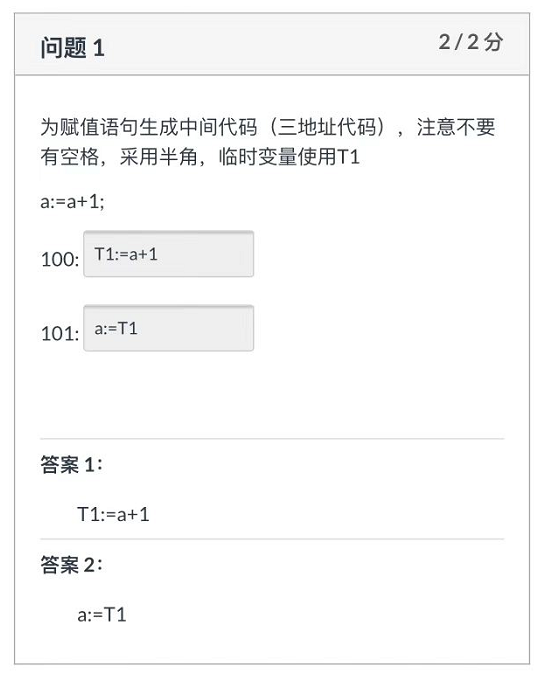 问题 1
2 / 2 分
为赋值语句生成中间代码（三地址代码），注意不要
有空格，采用半角，临时变量使用T1
a:=a+1;
100: T1:=a+1
101: a:=T1
答案 1：
T1:=a+1
答案 2：
a:=T1